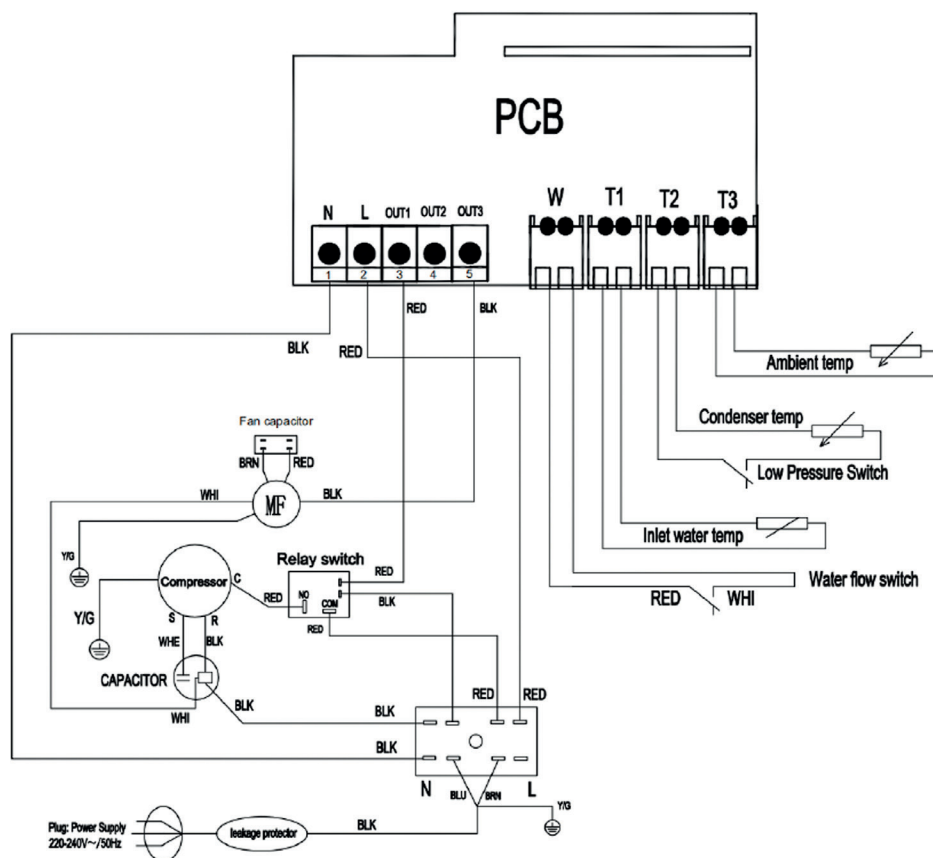 PCB
N L OUT1 OUT2 OUT3
1 2 3 4 5
W T1 T2 T3
RED BLK
BLK RED
Ambient temp
Fan capacitor
Condenser temp
BRN RED
Low Pressure Switch
WHI MF BLK
Inlet water temp
Y/G
Relay switch
Compressor C
RED
RED NO COM BLK
Water flow switch
RED WHI
Y/G
S R
RED
WHE BLK
CAPACITOR
BLK
RED RED
WHI
BLK
BLK
N L
BLU BRN
Y/G
Plug: Power Supply
220-240V~/50Hz
leakage protector
BLK